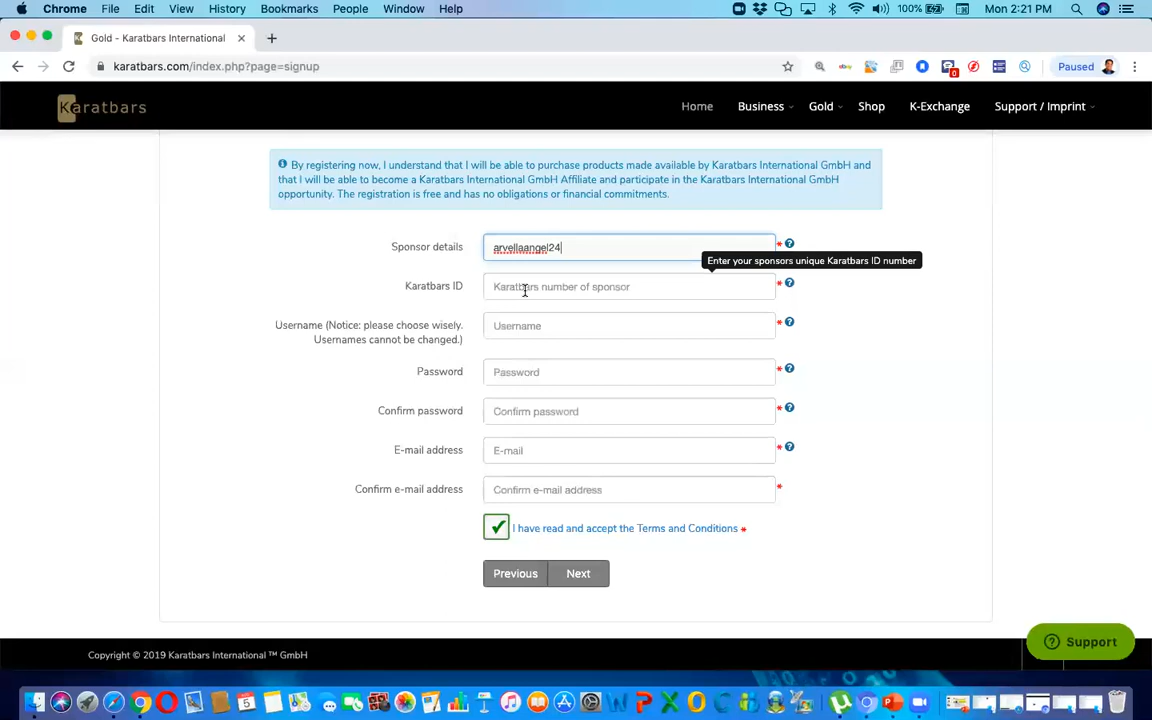 Chrome File Edit View History Bookmarks People Window Help 100% Mon 2:21 PM
Gold - Karatbars International
karatbars.com/index.php?page=signup Paused
Karatbars Home Business Gold Shop K-Exchange Support / Imprint
By registering now, I understand that I will be able to purchase products made available by Karatbars International GmbH and
that I will be able to become a Karatbars International GmbH Affiliate and participate in the Karatbars International GmbH
opportunity. The registration is free and has no obligations or financial commitments.
Sponsor details arvellaangel24 *
Enter your sponsors unique Karatbars ID number
Karatbars ID Karatbars number of sponsor *
Username (Notice: please choose wisely. Username *
Usernames cannot be changed.)
Password Password *
Confirm password Confirm password *
E-mail address E-mail *
Confirm e-mail address Confirm e-mail address *
I have read and accept the Terms and Conditions *
Previous Next
Support
Copyright © 2019 Karatbars International ™ GmbH